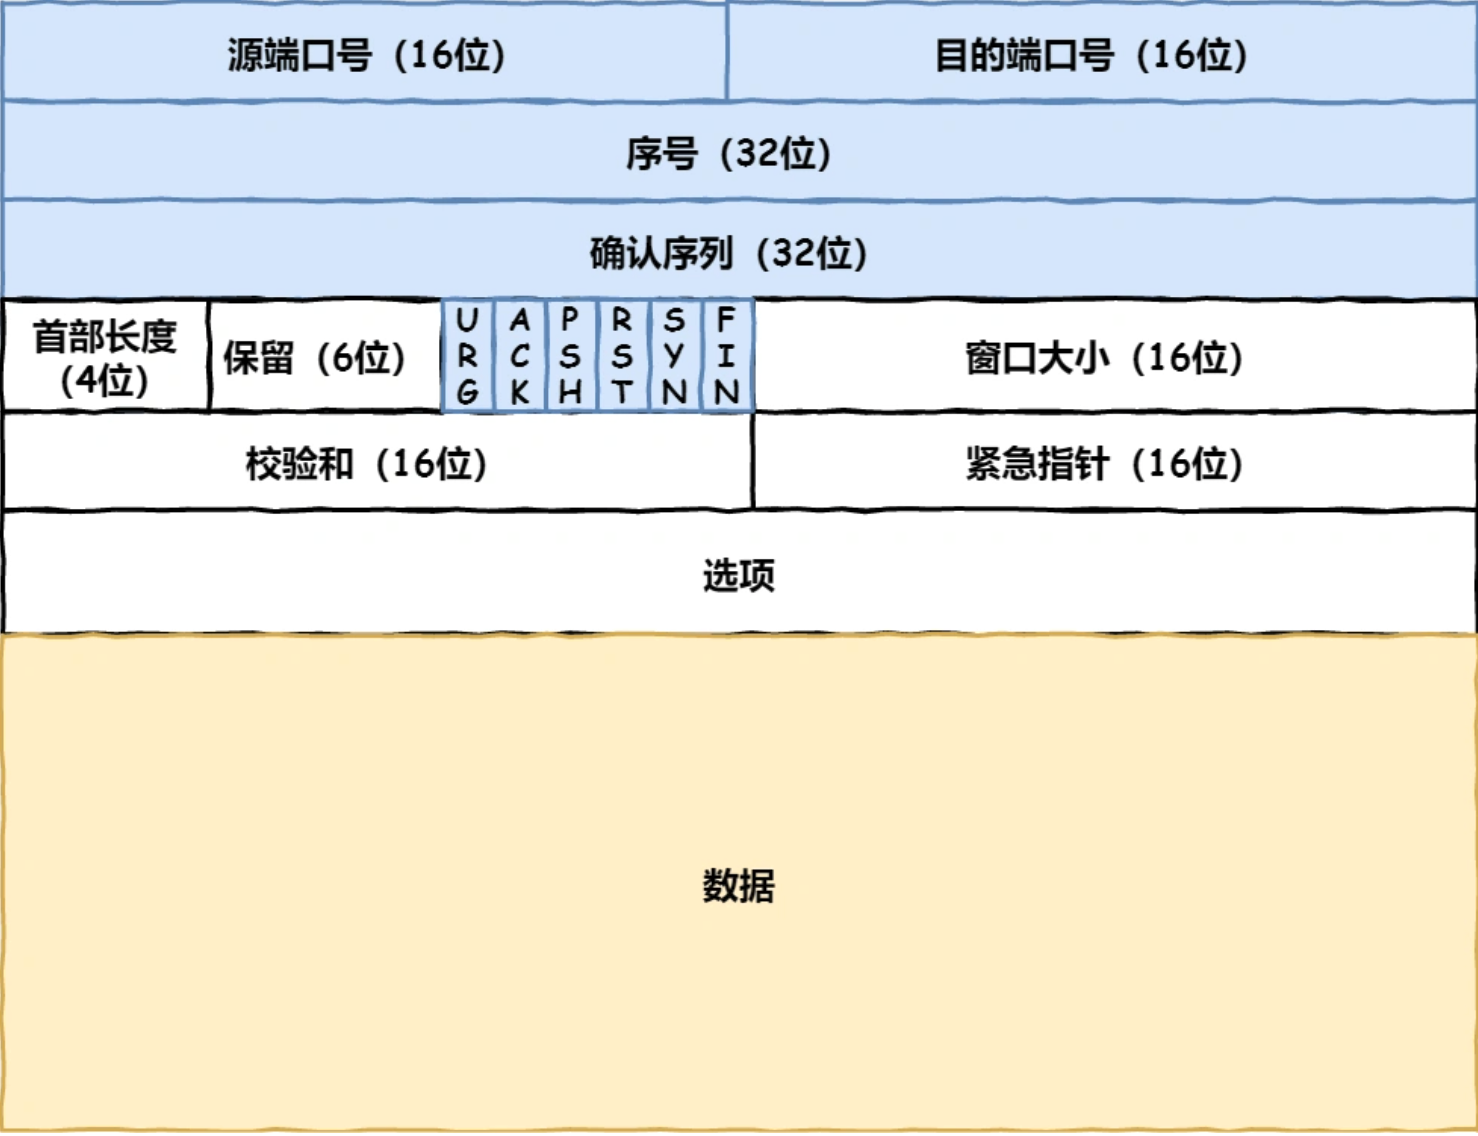 源端口号（16位） 目的端口号（16位）
序号（32位）
确认序列（32位）
首部长度
（4位）
保留（6位）
URG
ACK
PSH
RST
SYN
FIN
窗口大小（16位）
校验和（16位） 紧急指针（16位）
选项
数据